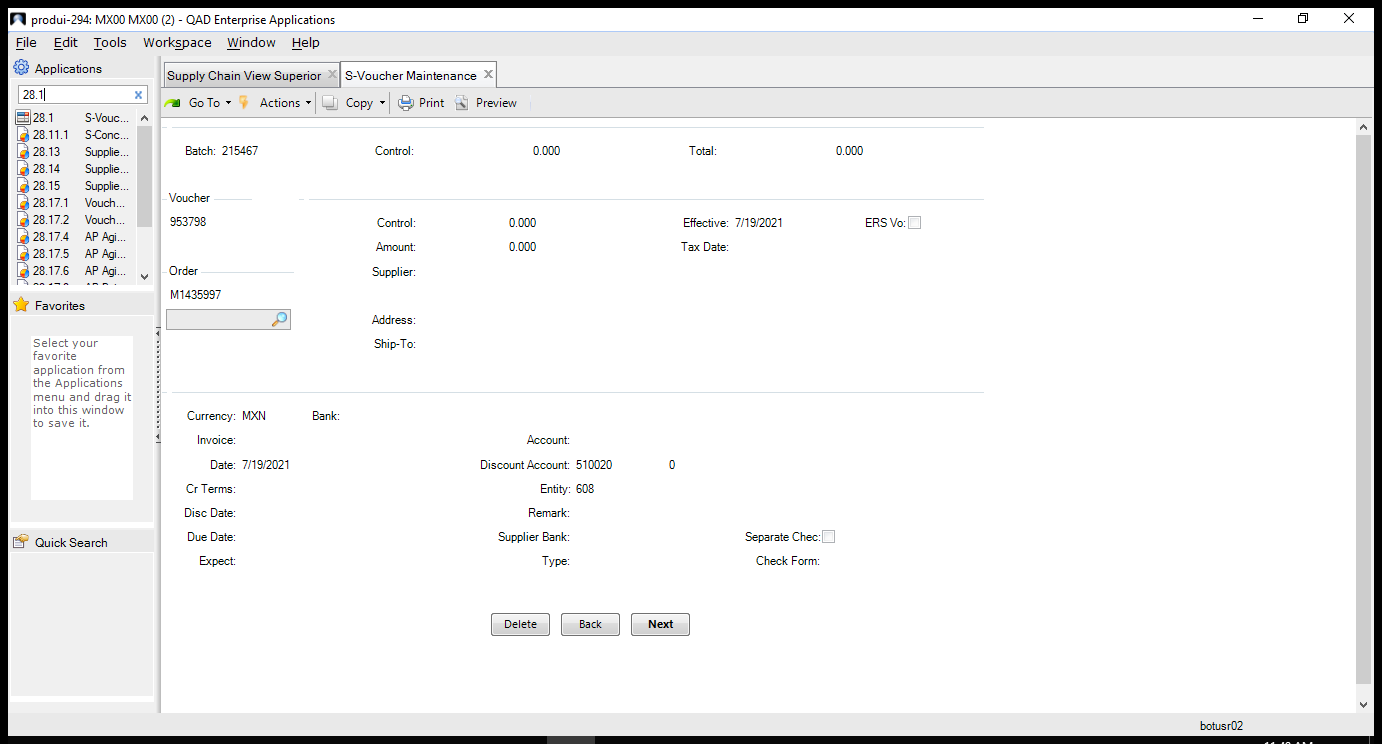 produi-294: MX00 MX00 (2) - QAD Enterprise Applications
File Edit Tools Workspace Window Help
Applications
28.1
28.1 S-Vouc...
28.11.1 S-Conc...
28.13 Supplie...
28.14 Supplie...
28.15 Supplie...
28.17.1 Vouch...
28.17.2 Vouch...
28.17.4 AP Agi...
28.17.5 AP Agi...
28.17.6 AP Agi...
Favorites
Select your
favorite
application from
the Applications
menu and drag it
into this window
to save it.
Quick Search
Supply Chain View Superior
S-Voucher Maintenance
Go To Actions Copy Print Preview
Batch: 215467 Control: 0.000 Total: 0.000
Voucher
953798 Control: 0.000 Effective: 7/19/2021 ERS Vo:
Amount: 0.000 Tax Date:
Order Supplier:
M1435997
Address:
Ship-To:
Currency: MXN Bank:
Invoice: Account:
Date: 7/19/2021 Discount Account: 510020 0
Cr Terms: Entity: 608
Disc Date: Remark:
Due Date: Supplier Bank: Separate Chec:
Expect: Type: Check Form:
Delete Back Next
botusr02